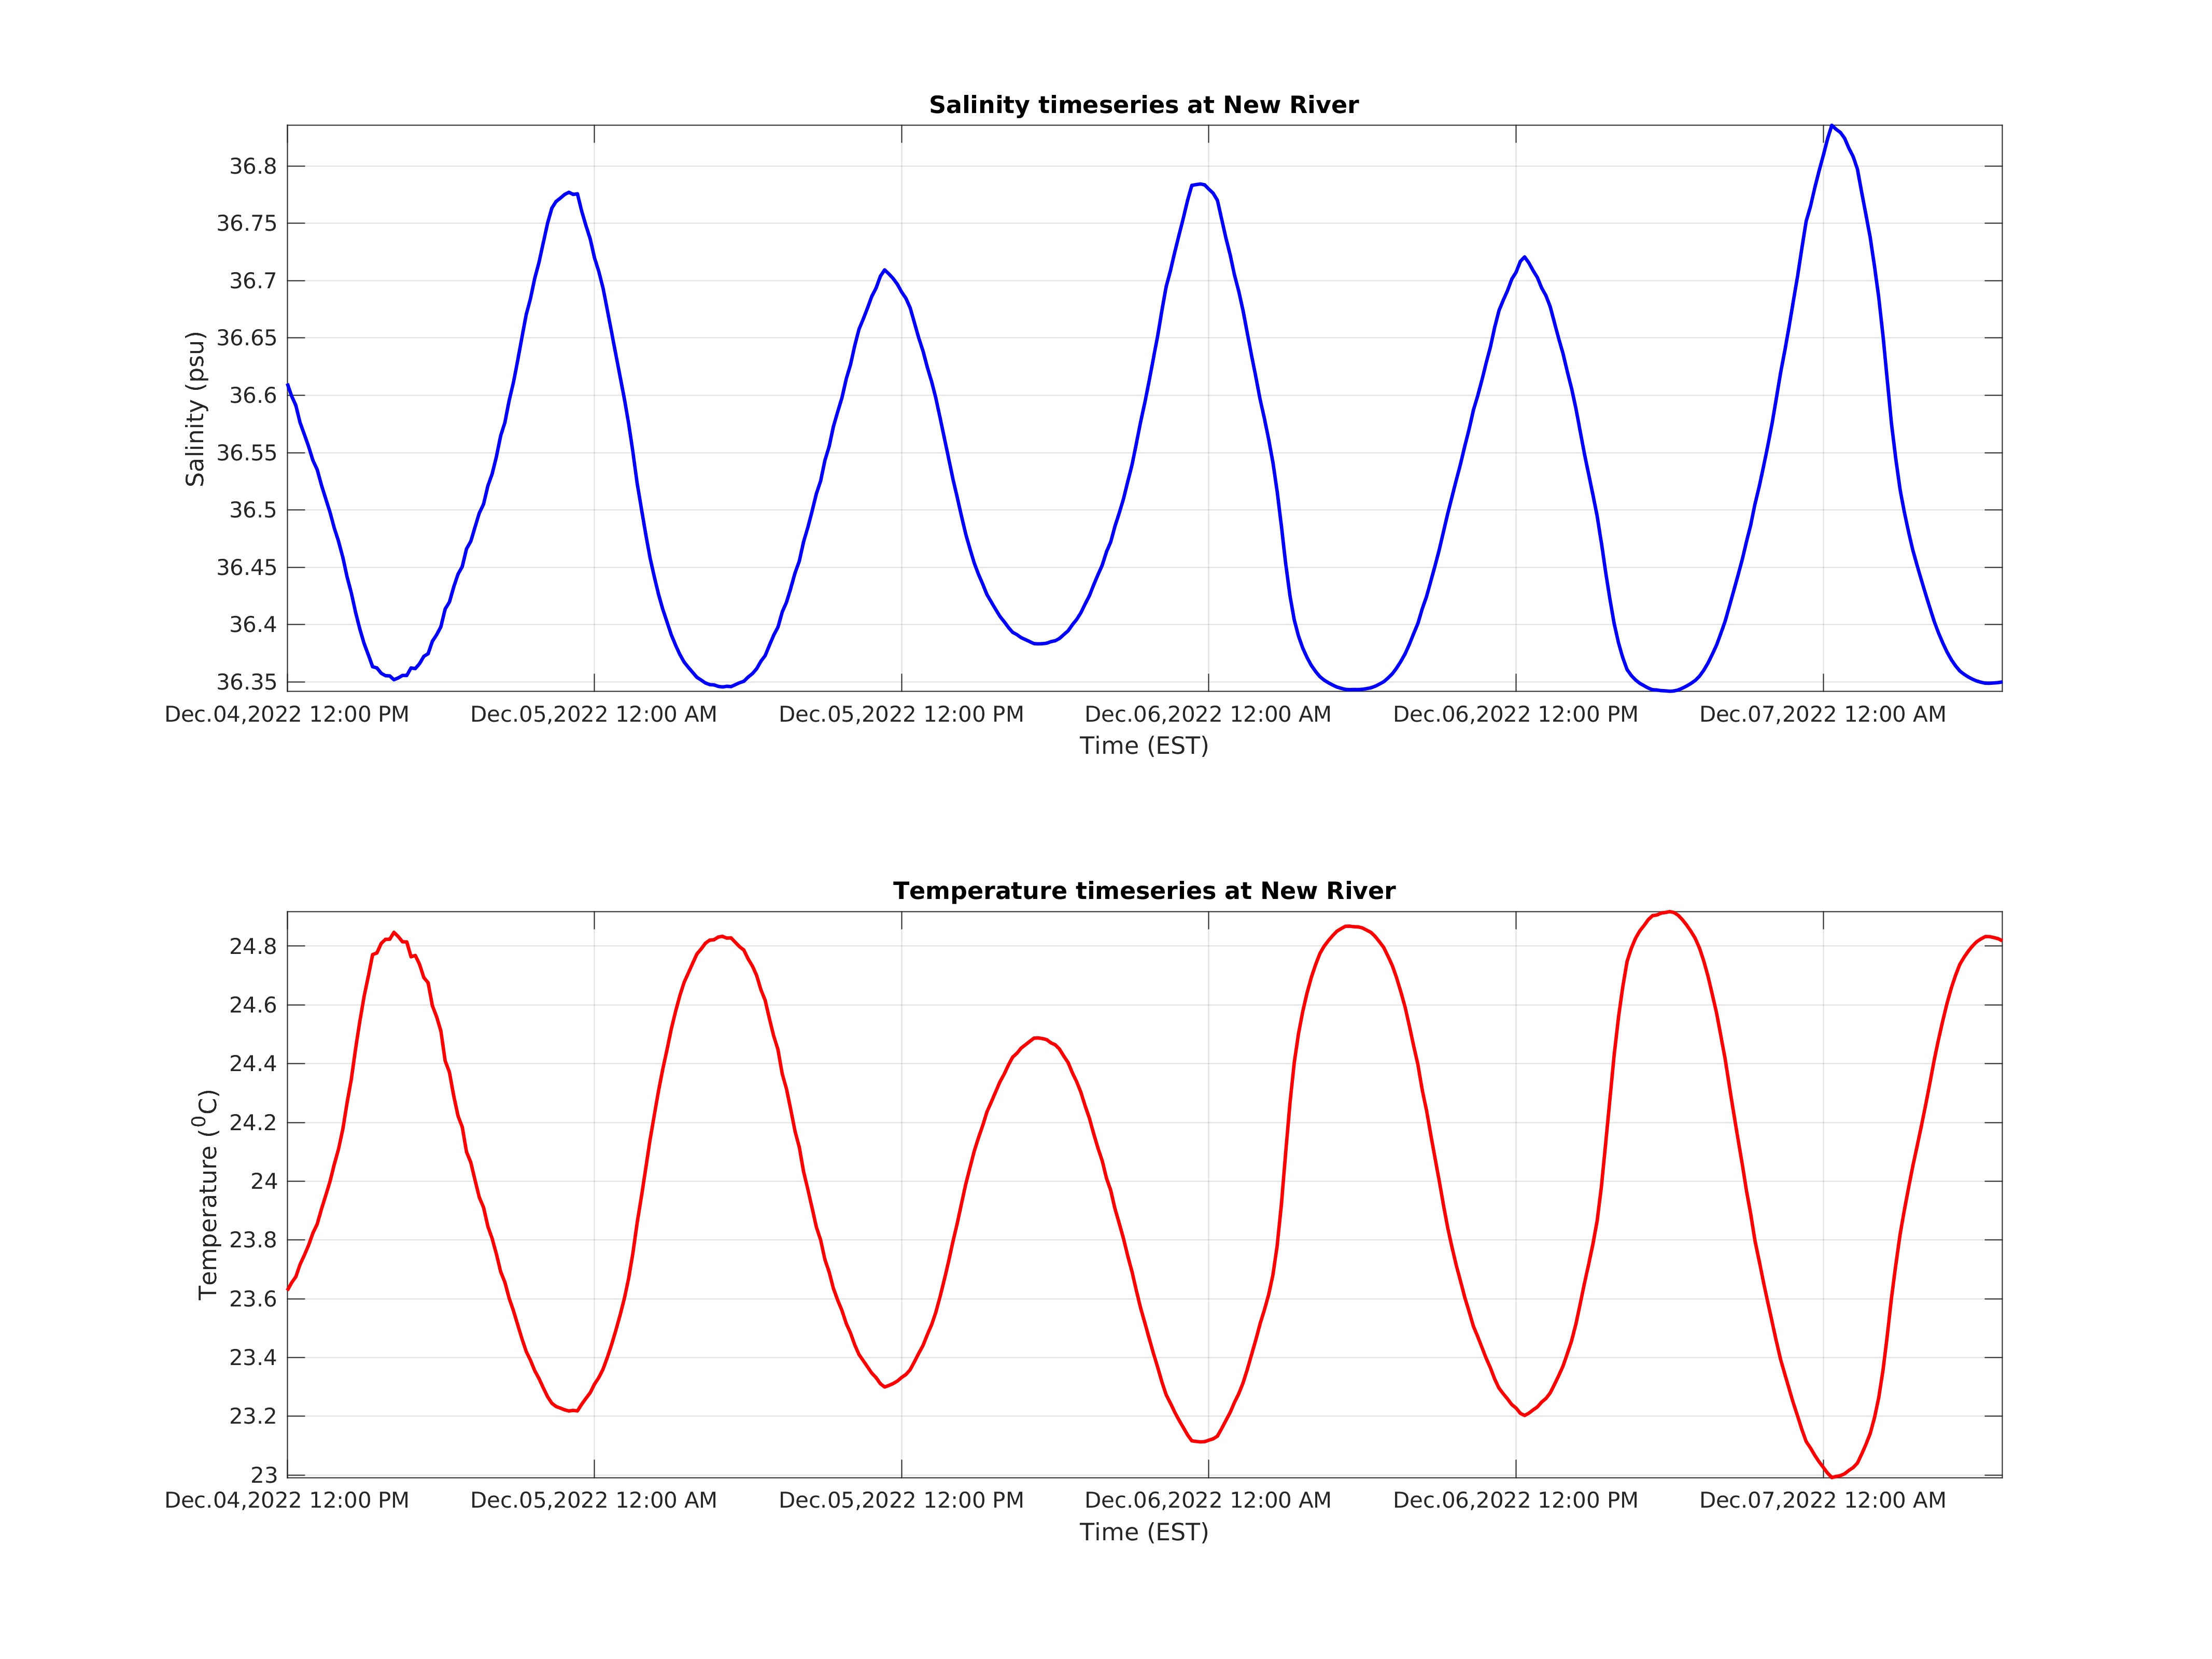 Salinity timeseries at New River
36.8
36.75
36.7
36.65
36.6
36.55
36.5
36.45
36.4
36.35
Salinity (psu)
Dec.04,2022 12:00 PM Dec.05,2022 12:00 AM Dec.05,2022 12:00 PM Dec.06,2022 12:00 AM Dec.06,2022 12:00 PM Dec.07,2022 12:00 AM
Time (EST)
Temperature timeseries at New River
24.8
24.6
24.4
24.2
24
23.8
23.6
23.4
23.2
23
Temperature (⁰C)
Dec.04,2022 12:00 PM Dec.05,2022 12:00 AM Dec.05,2022 12:00 PM Dec.06,2022 12:00 AM Dec.06,2022 12:00 PM Dec.07,2022 12:00 AM
Time (EST)